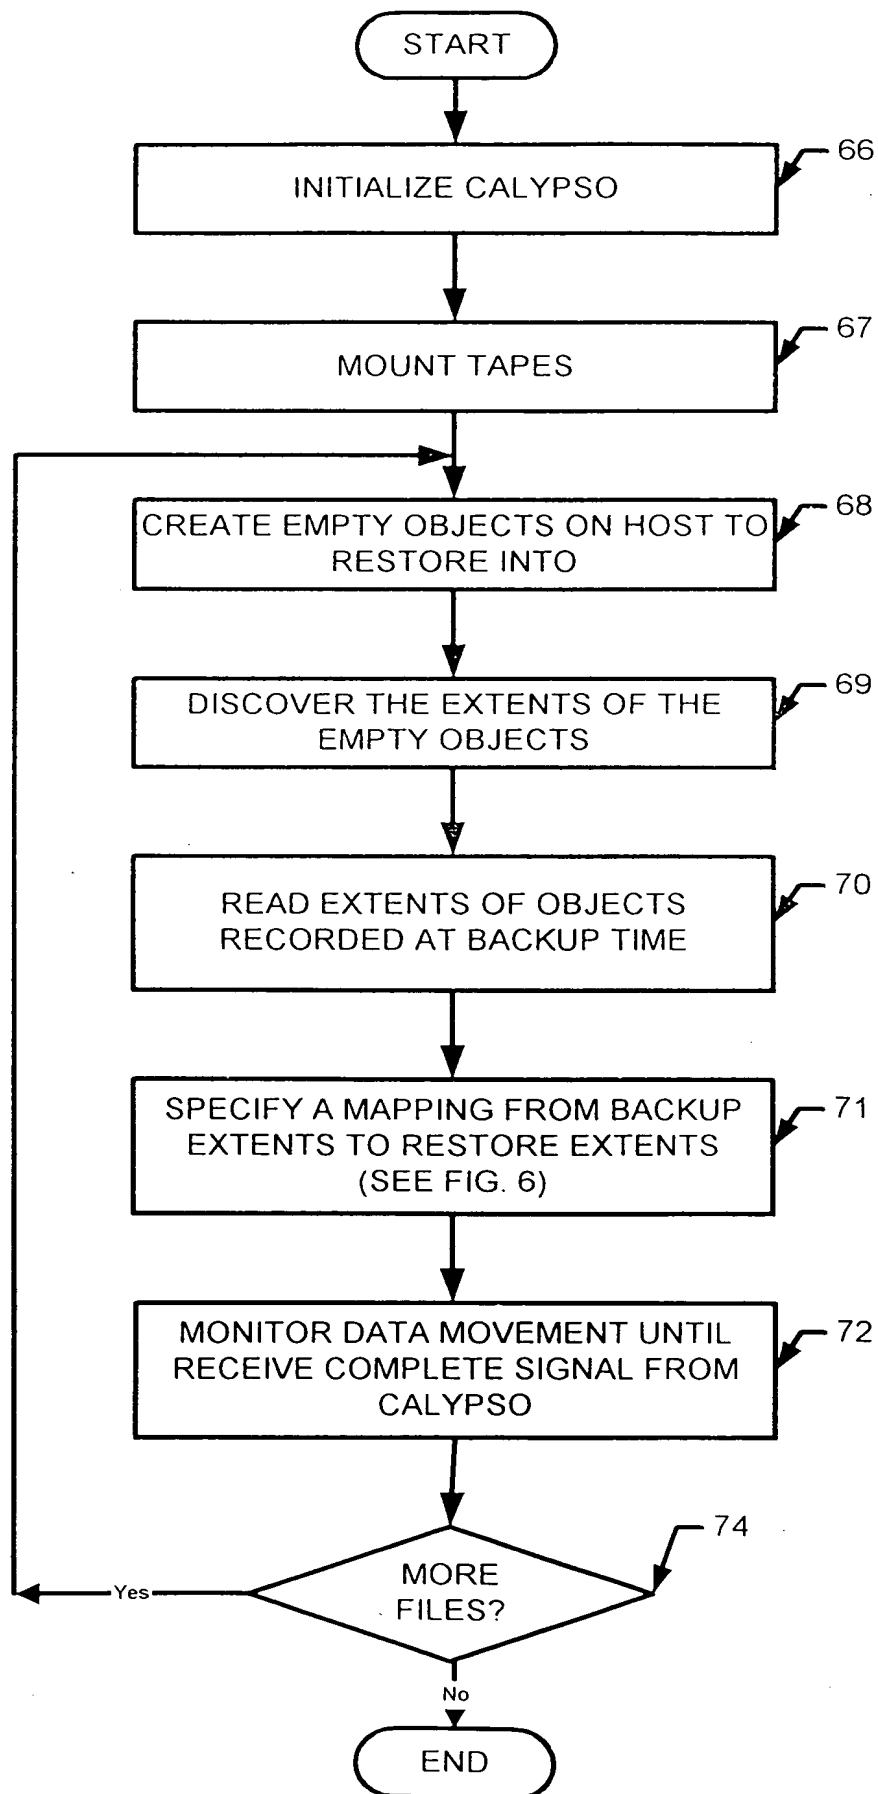 START
INITIALIZE CALYPSO
66
MOUNT TAPES
67
CREATE EMPTY OBJECTS ON HOST TO
RESTORE INTO
68
DISCOVER THE EXTENTS OF THE
EMPTY OBJECTS
69
READ EXTENTS OF OBJECTS
RECORDED AT BACKUP TIME
70
SPECIFY A MAPPING FROM BACKUP
EXTENTS TO RESTORE EXTENTS
(SEE FIG. 6)
71
MONITOR DATA MOVEMENT UNTIL
RECEIVE COMPLETE SIGNAL FROM
CALYPSO
72
MORE
FILES?
74
Yes
No
END